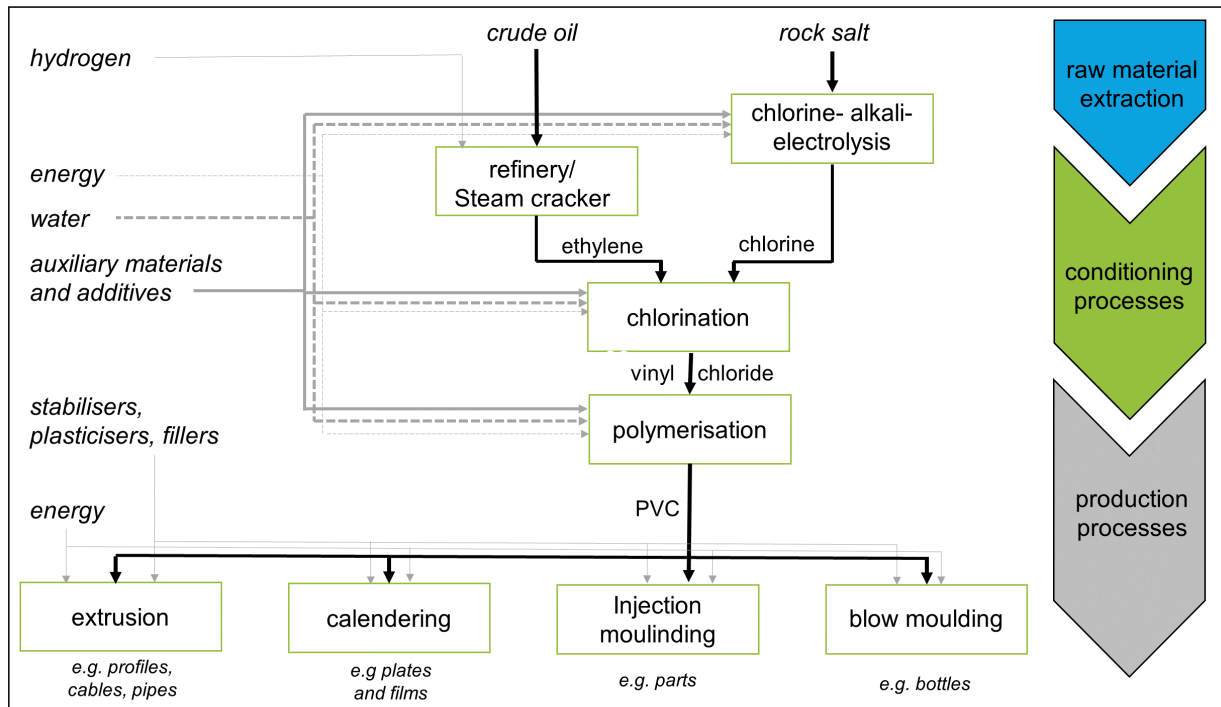 crude oil
rock salt
hydrogen
raw material
extraction
chlorine- alkali-
electrolysis
refinery/
Steam cracker
energy
water
ethylene
chlorine
auxiliary materials
and additives
conditioning
processes
chlorination
vinyl chloride
stabilisers,
plasticisers, fillers
polymerisation
energy
PVC
production
processes
extrusion
calendering
Injection
moulinding
blow moulding
e.g. profiles,
cables, pipes
e.g plates
and films
e.g. parts
e.g. bottles